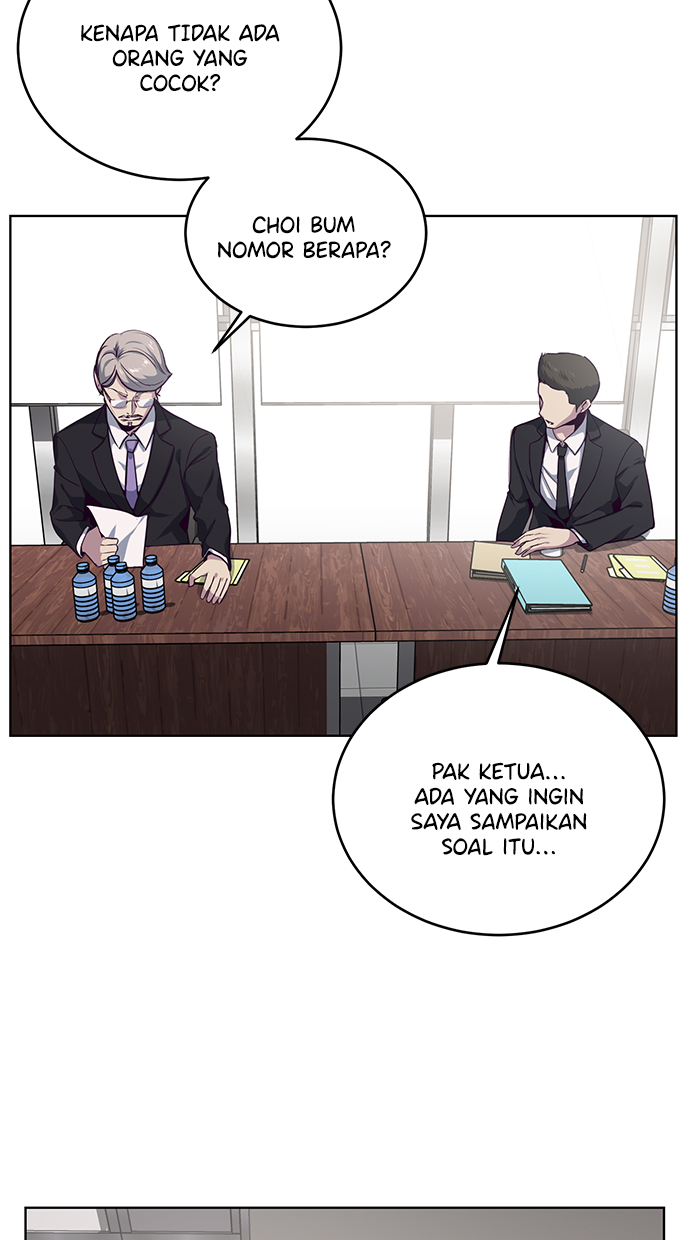 KENAPA TIDAK ADA
ORANG YANG
COCOK?
CHOI BUM
NOMOR BERAPA?
PAK KETUA...
ADA YANG INGIN
SAYA SAMPAIKAN
SOAL ITU...